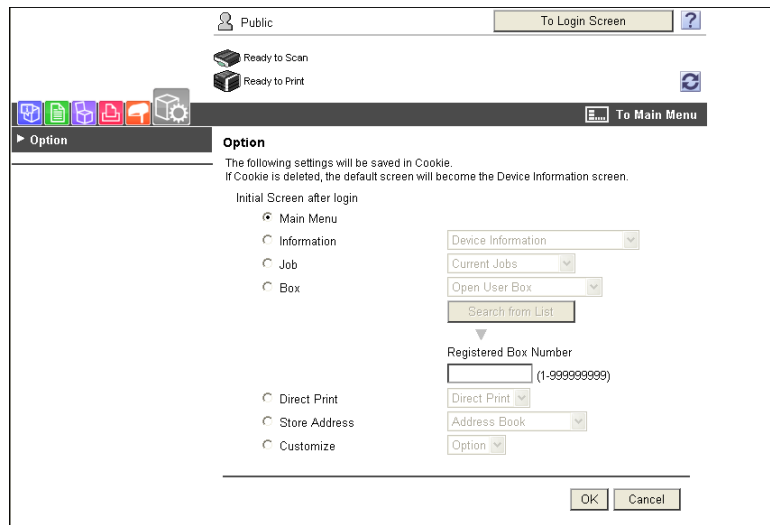 Public To Login Screen ?
Ready to Scan
Ready to Print
To Main Menu
Option
Option
The following settings will be saved in Cookie.
If Cookie is deleted, the default screen will become the Device Information screen.
Initial Screen after login
Main Menu
Information Device Information
Job Current Jobs
Box Open User Box
Search from List
Registered Box Number
(1-999999999)
Direct Print Direct Print
Store Address Address Book
Customize Option
OK Cancel